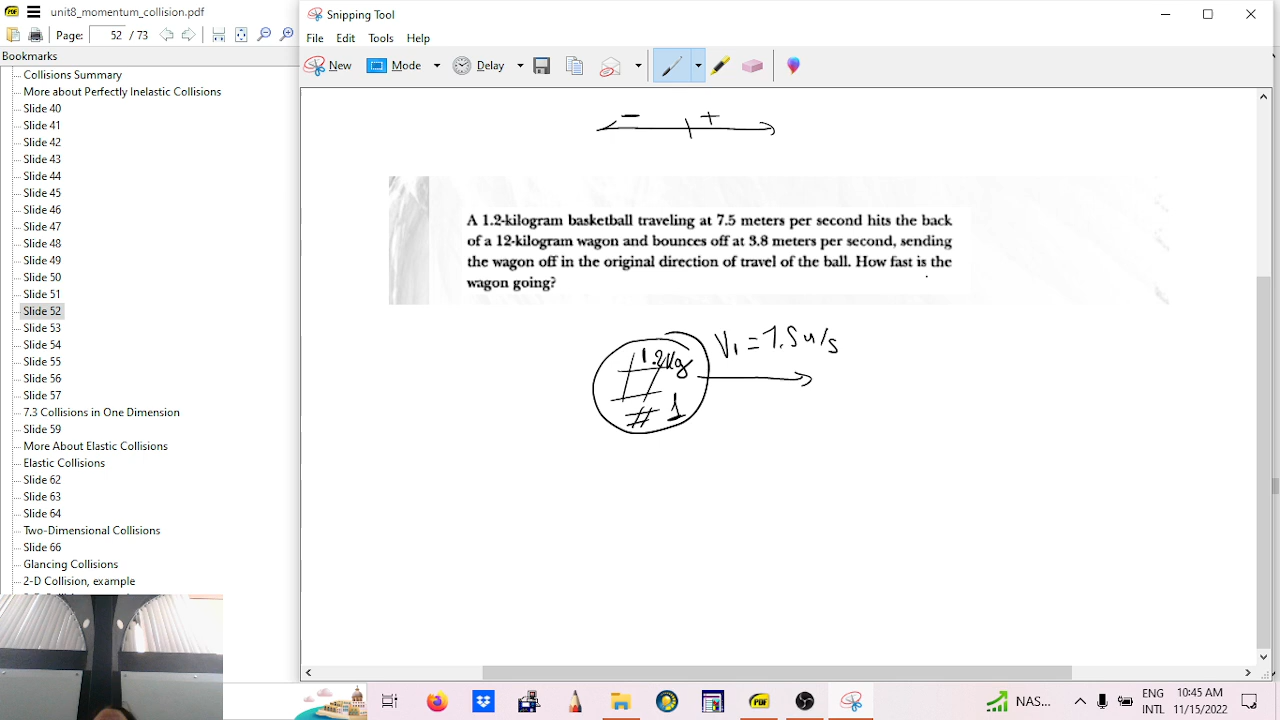 unit8_momentum_collision.pdf
Snipping Tool
Page: 52 / 73
File Edit Tools Help
Bookmarks
New Mode Delay
Collisions Summary
More about Perfectly Inelastic Collisions
Slide 40
Slide 41
Slide 42
Slide 43
Slide 44
Slide 45
Slide 46
Slide 47
Slide 48
Slide 49
Slide 50
Slide 51
Slide 52
Slide 53
Slide 54
Slide 55
Slide 56
Slide 57
7.3 Collisions in One Dimension
Slide 59
More About Elastic Collisions
Elastic Collisions
Slide 62
Slide 63
Slide 64
Two-Dimensional Collisions
Slide 66
Glancing Collisions
2-D Collision, example
− +
A 1.2-kilogram basketball traveling at 7.5 meters per second hits the back
of a 12-kilogram wagon and bounces off at 3.8 meters per second, sending
the wagon off in the original direction of travel of the ball. How fast is the
wagon going?
V1 = 7.5 m/s
1.2kg
# 1
NAS...
ENG
INTL
10:45 AM
11/15/2022